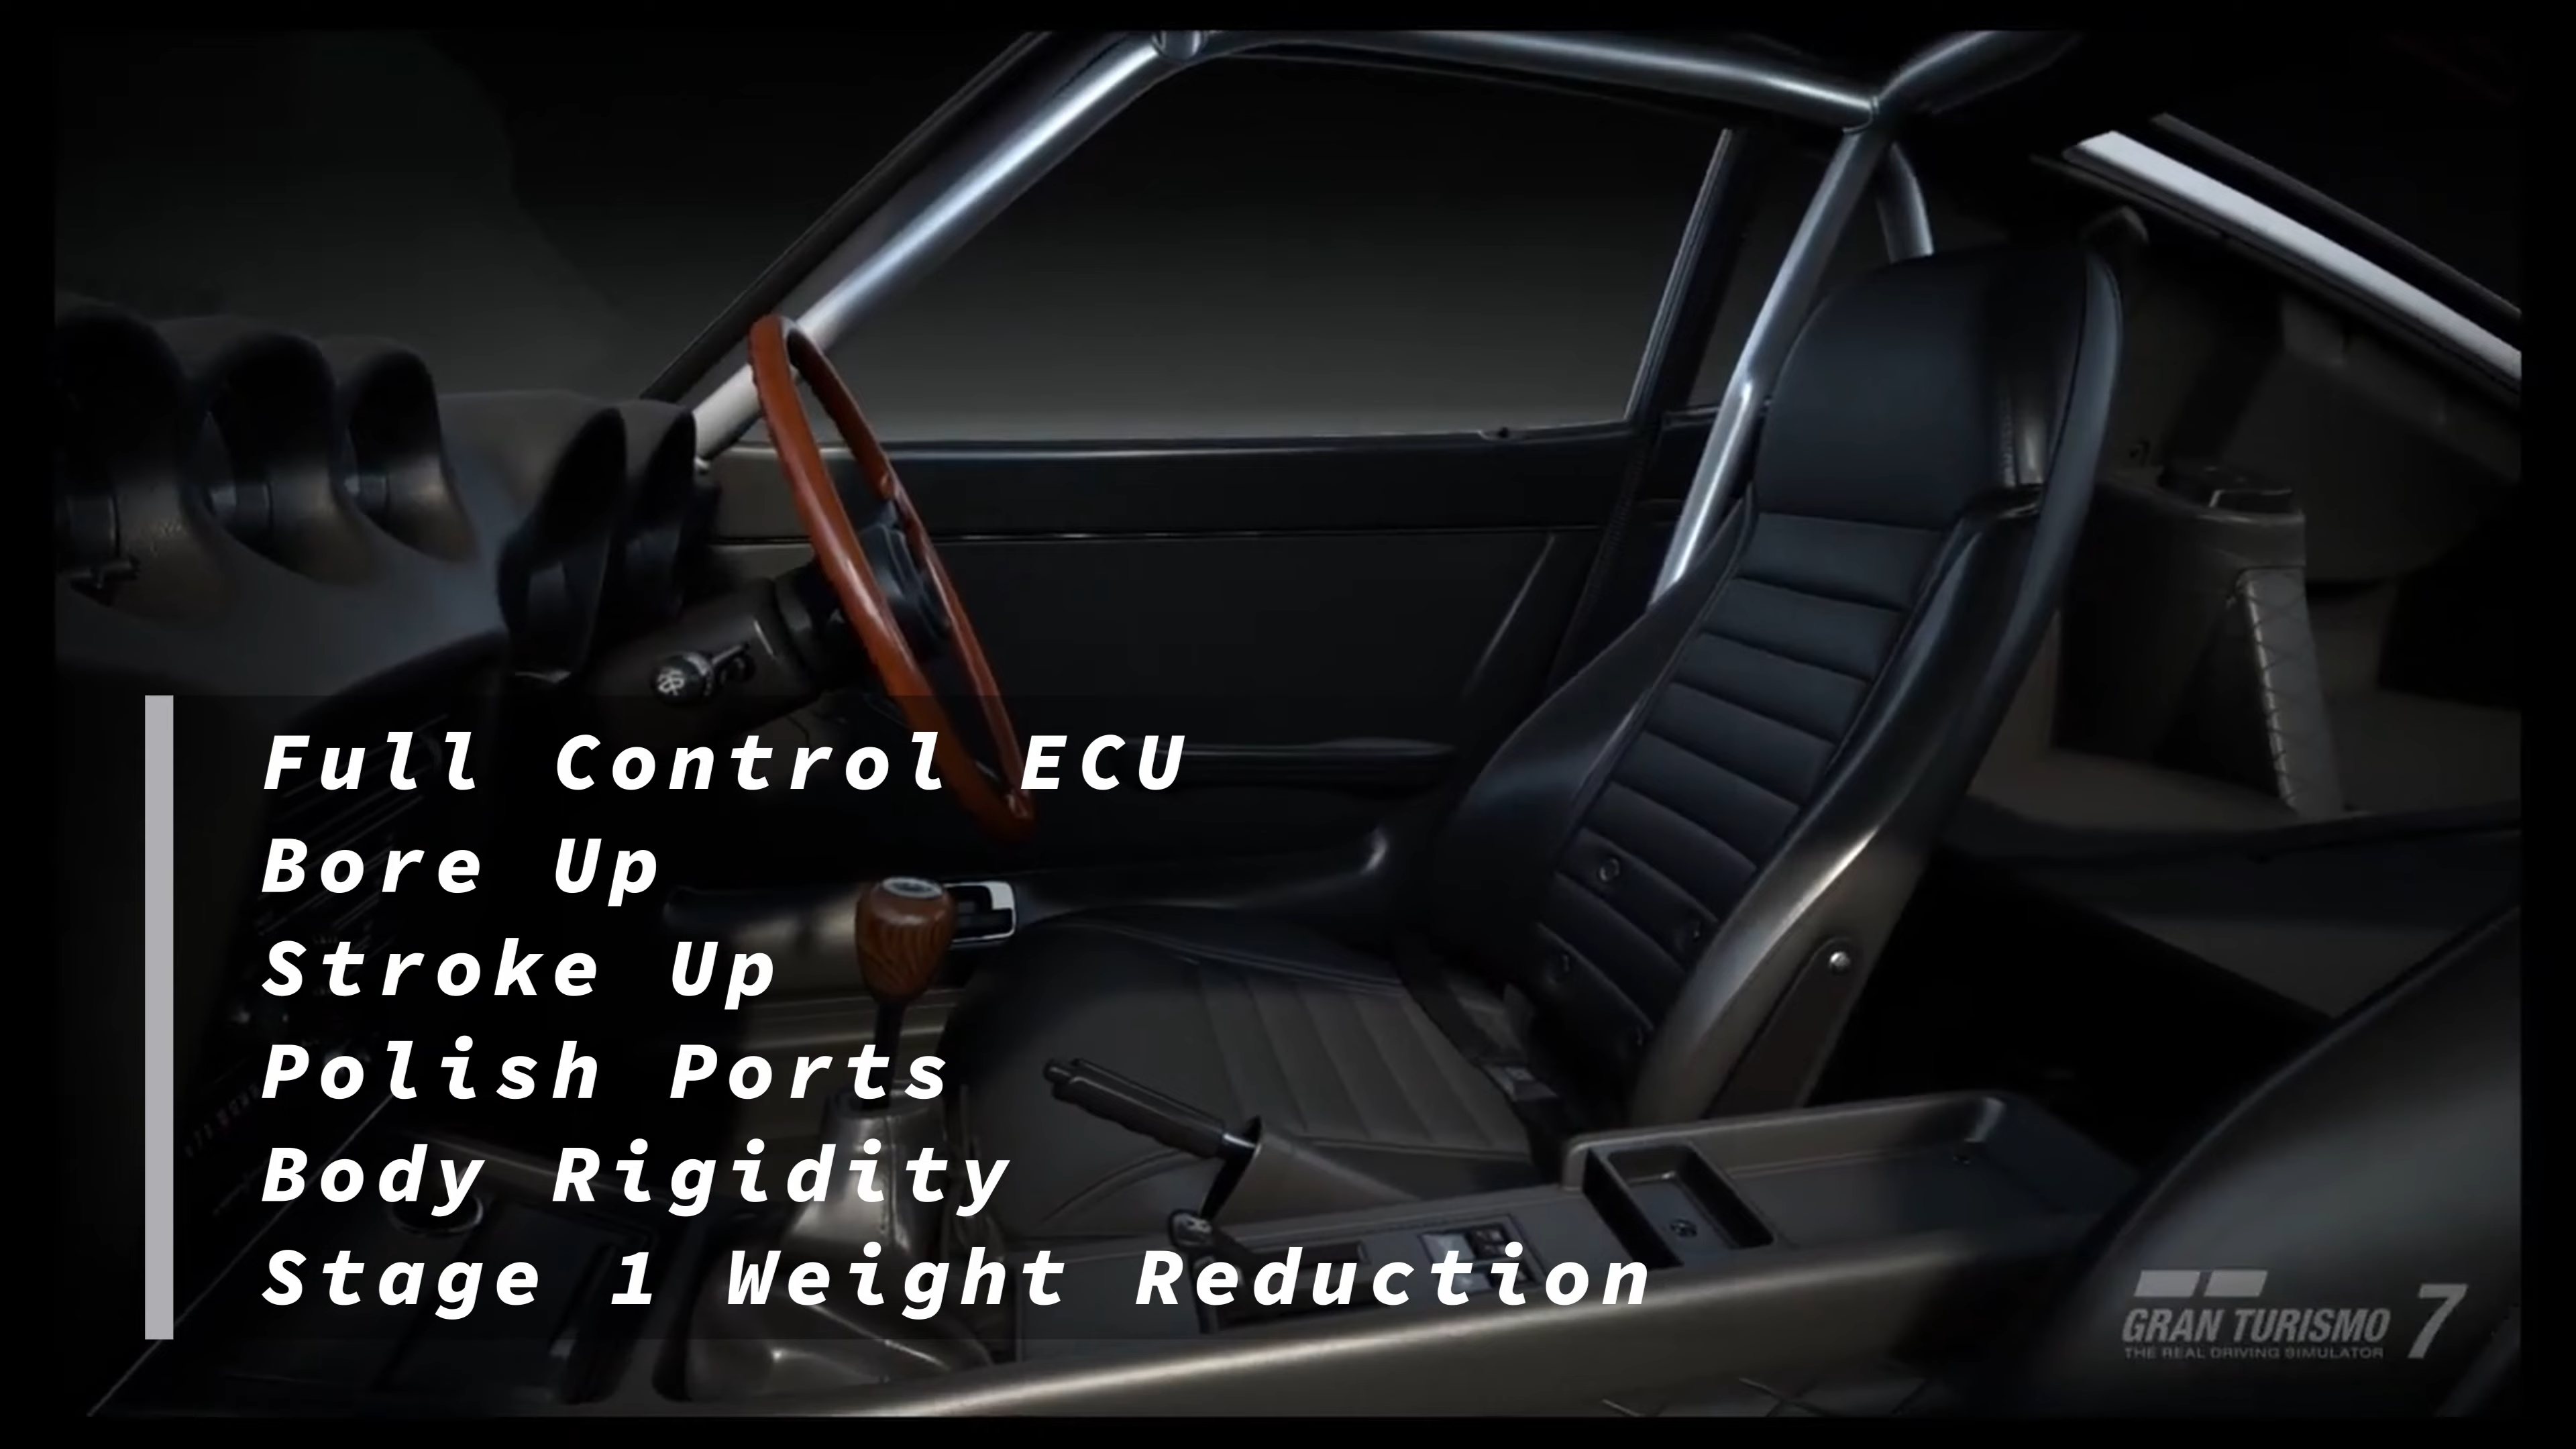 Full Control ECU
Bore Up
Stroke Up
Polish Ports
Body Rigidity
Stage 1 Weight Reduction
GRAN TURISMO 7
THE REAL DRIVING SIMULATOR